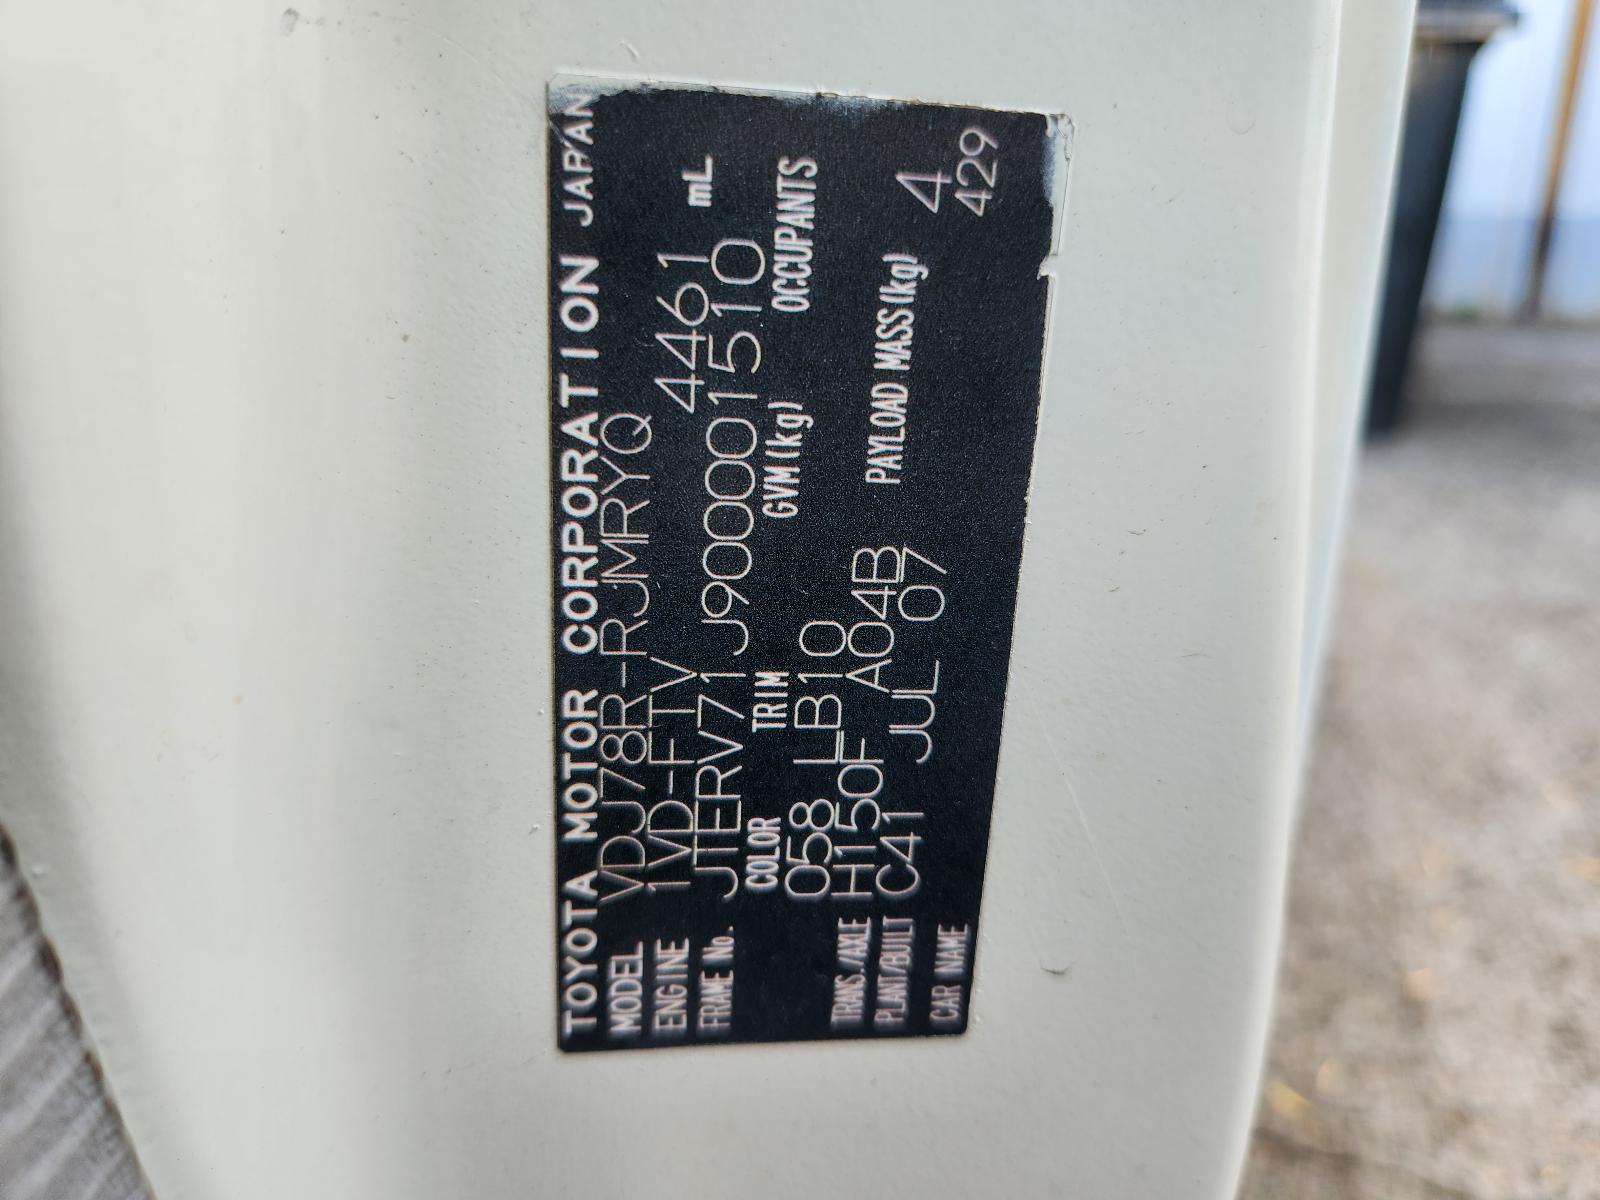 TOYOTA MOTOR CORPORATION JAPAN
MODEL VDJ78R-RJMRYQ
ENGINE 1VD-FTV 4461 mL
FRAME No. JTERV71J900001510
COLOR TRIM GVM(kg) OCCUPANTS
058 LB10 4
TRANS./AXLE H150F A04B PAYLOAD MASS(kg) 429
PLANT/BUILT C41 JUL 07
CAR NAME